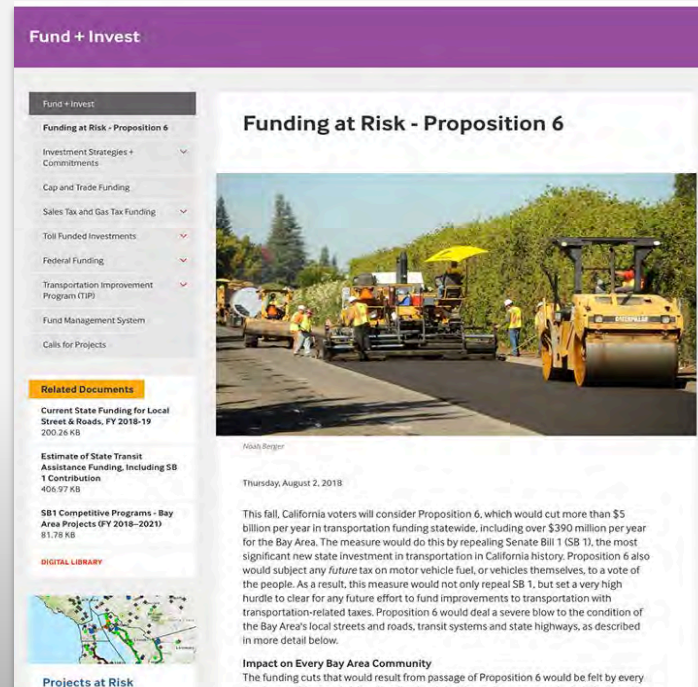 Fund + Invest
Fund + Invest
Funding at Risk - Proposition 6
Investment Strategies +
Commitments
Cap and Trade Funding
Sales Tax and Gas Tax Funding
Toll Funded Investments
Federal Funding
Transportation Improvement
Program (TIP)
Fund Management System
Calls for Projects
Related Documents
Current State Funding for Local
Street & Roads, FY 2018-19
200.26 KB
Estimate of State Transit
Assistance Funding, Including SB
1 Contribution
406.97 KB
SB1 Competitive Programs - Bay
Area Projects (FY 2018–2021)
81.78 KB
DIGITAL LIBRARY
Projects at Risk
Funding at Risk - Proposition 6
CATERPILLAR
Noah Berger
Thursday, August 2, 2018
This fall, California voters will consider Proposition 6, which would cut more than $5
billion per year in transportation funding statewide, including over $390 million per year
for the Bay Area. The measure would do this by repealing Senate Bill 1 (SB 1), the most
significant new state investment in transportation in California history. Proposition 6 also
would subject any future tax on motor vehicle fuel, or vehicles themselves, to a vote of
the people. As a result, this measure would not only repeal SB 1, but set a very high
hurdle to clear for any future effort to fund improvements to transportation with
transportation-related taxes. Proposition 6 would deal a severe blow to the condition of
the Bay Area's local streets and roads, transit systems and state highways, as described
in more detail below.
Impact on Every Bay Area Community
The funding cuts that would result from passage of Proposition 6 would be felt by every